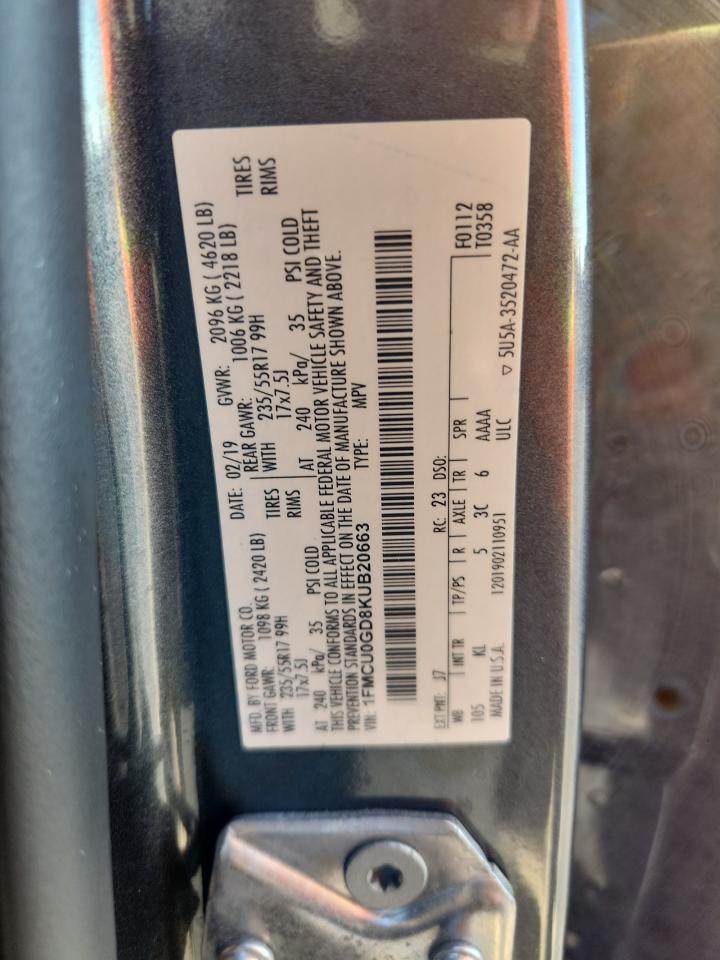 MFD. BY FORD MOTOR CO.
DATE: 02/19 GVWR: 2096 KG ( 4620 LB)
FRONT GAWR: 1098 KG (2420 LB) REAR GAWR: 1006 KG ( 2218 LB)
WITH 235/55R17 99H TIRES WITH 235/55R17 99H TIRES
17x7.5J RIMS 17x7.5J RIMS
AT 240 kPa/ 35 PSI COLD AT 240 kPa/ 35 PSI COLD
THIS VEHICLE CONFORMS TO ALL APPLICABLE FEDERAL MOTOR VEHICLE SAFETY AND THEFT
PREVENTION STANDARDS IN EFFECT ON THE DATE OF MANUFACTURE SHOWN ABOVE.
VIN: 1FMCU0GD8KUB20663 TYPE: MPV
EXT PNT: J7 RC: 23 DSO: F0112
WB INT TR TP/PS R AXLE TR SPR T0358
105 KL 5 3C 6 AAAA
MADE IN U.S.A. 1201902110951 ULC ▽ 5U5A-3520472-AA